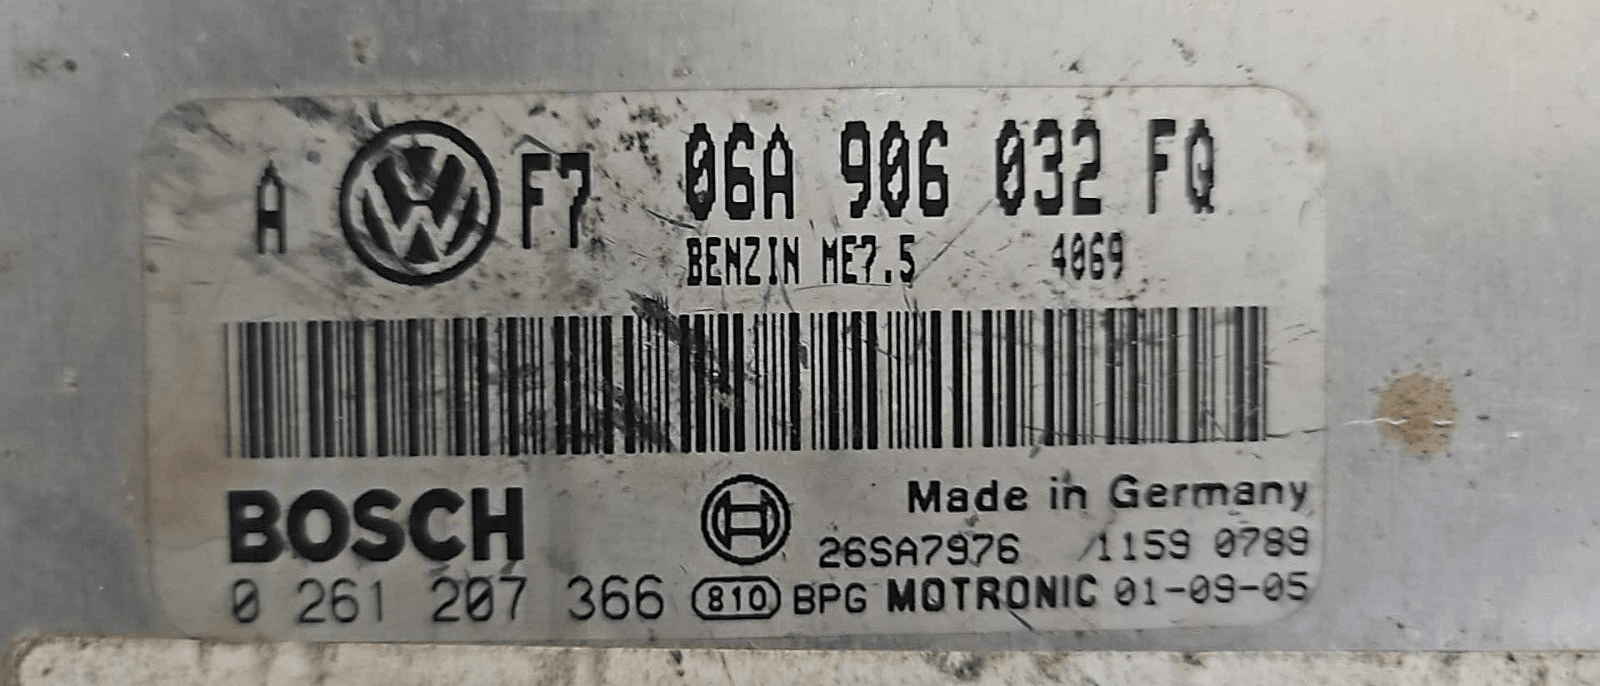 A F7 06A 906 032 FQ
BENZIN ME7.5 4069
BOSCH Made in Germany
26SA7976 /1159 0789
0 261 207 366 810 BPG MOTRONIC 01-09-05